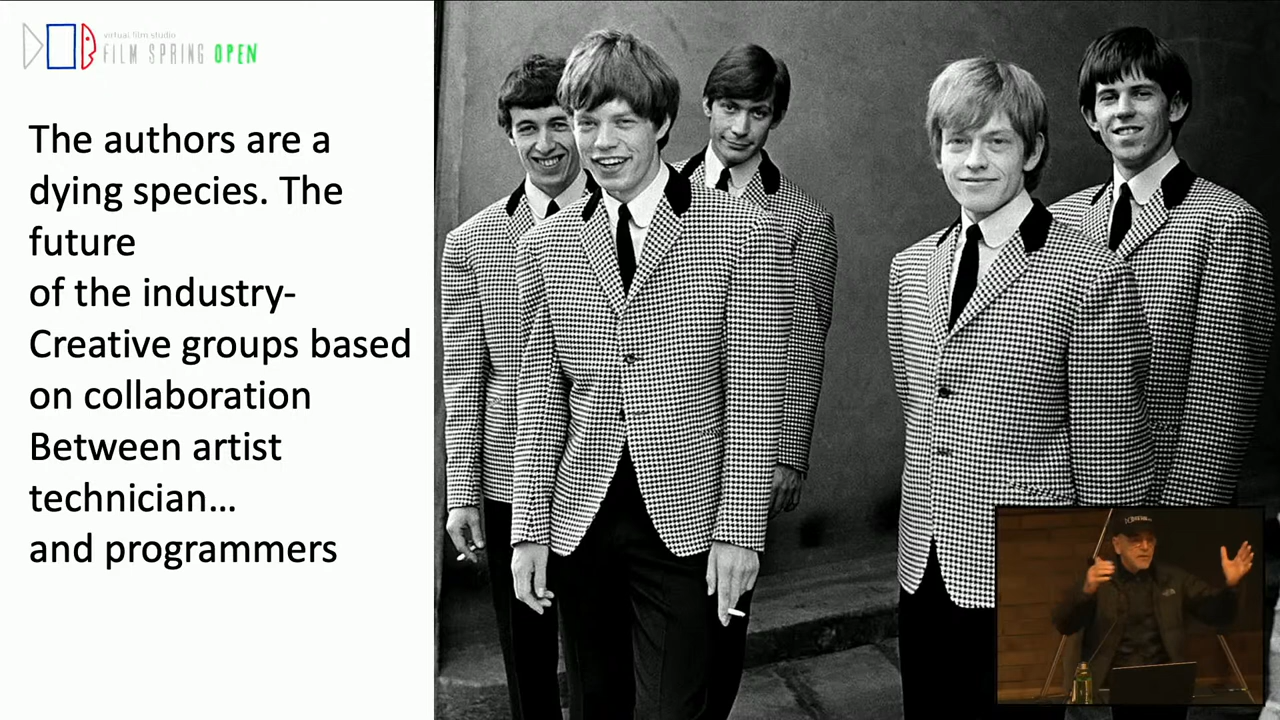 virtual film studio
FILM SPRING OPEN
The authors are a
dying species. The
future
of the industry-
Creative groups based
on collaboration
Between artist
technician...
and programmers